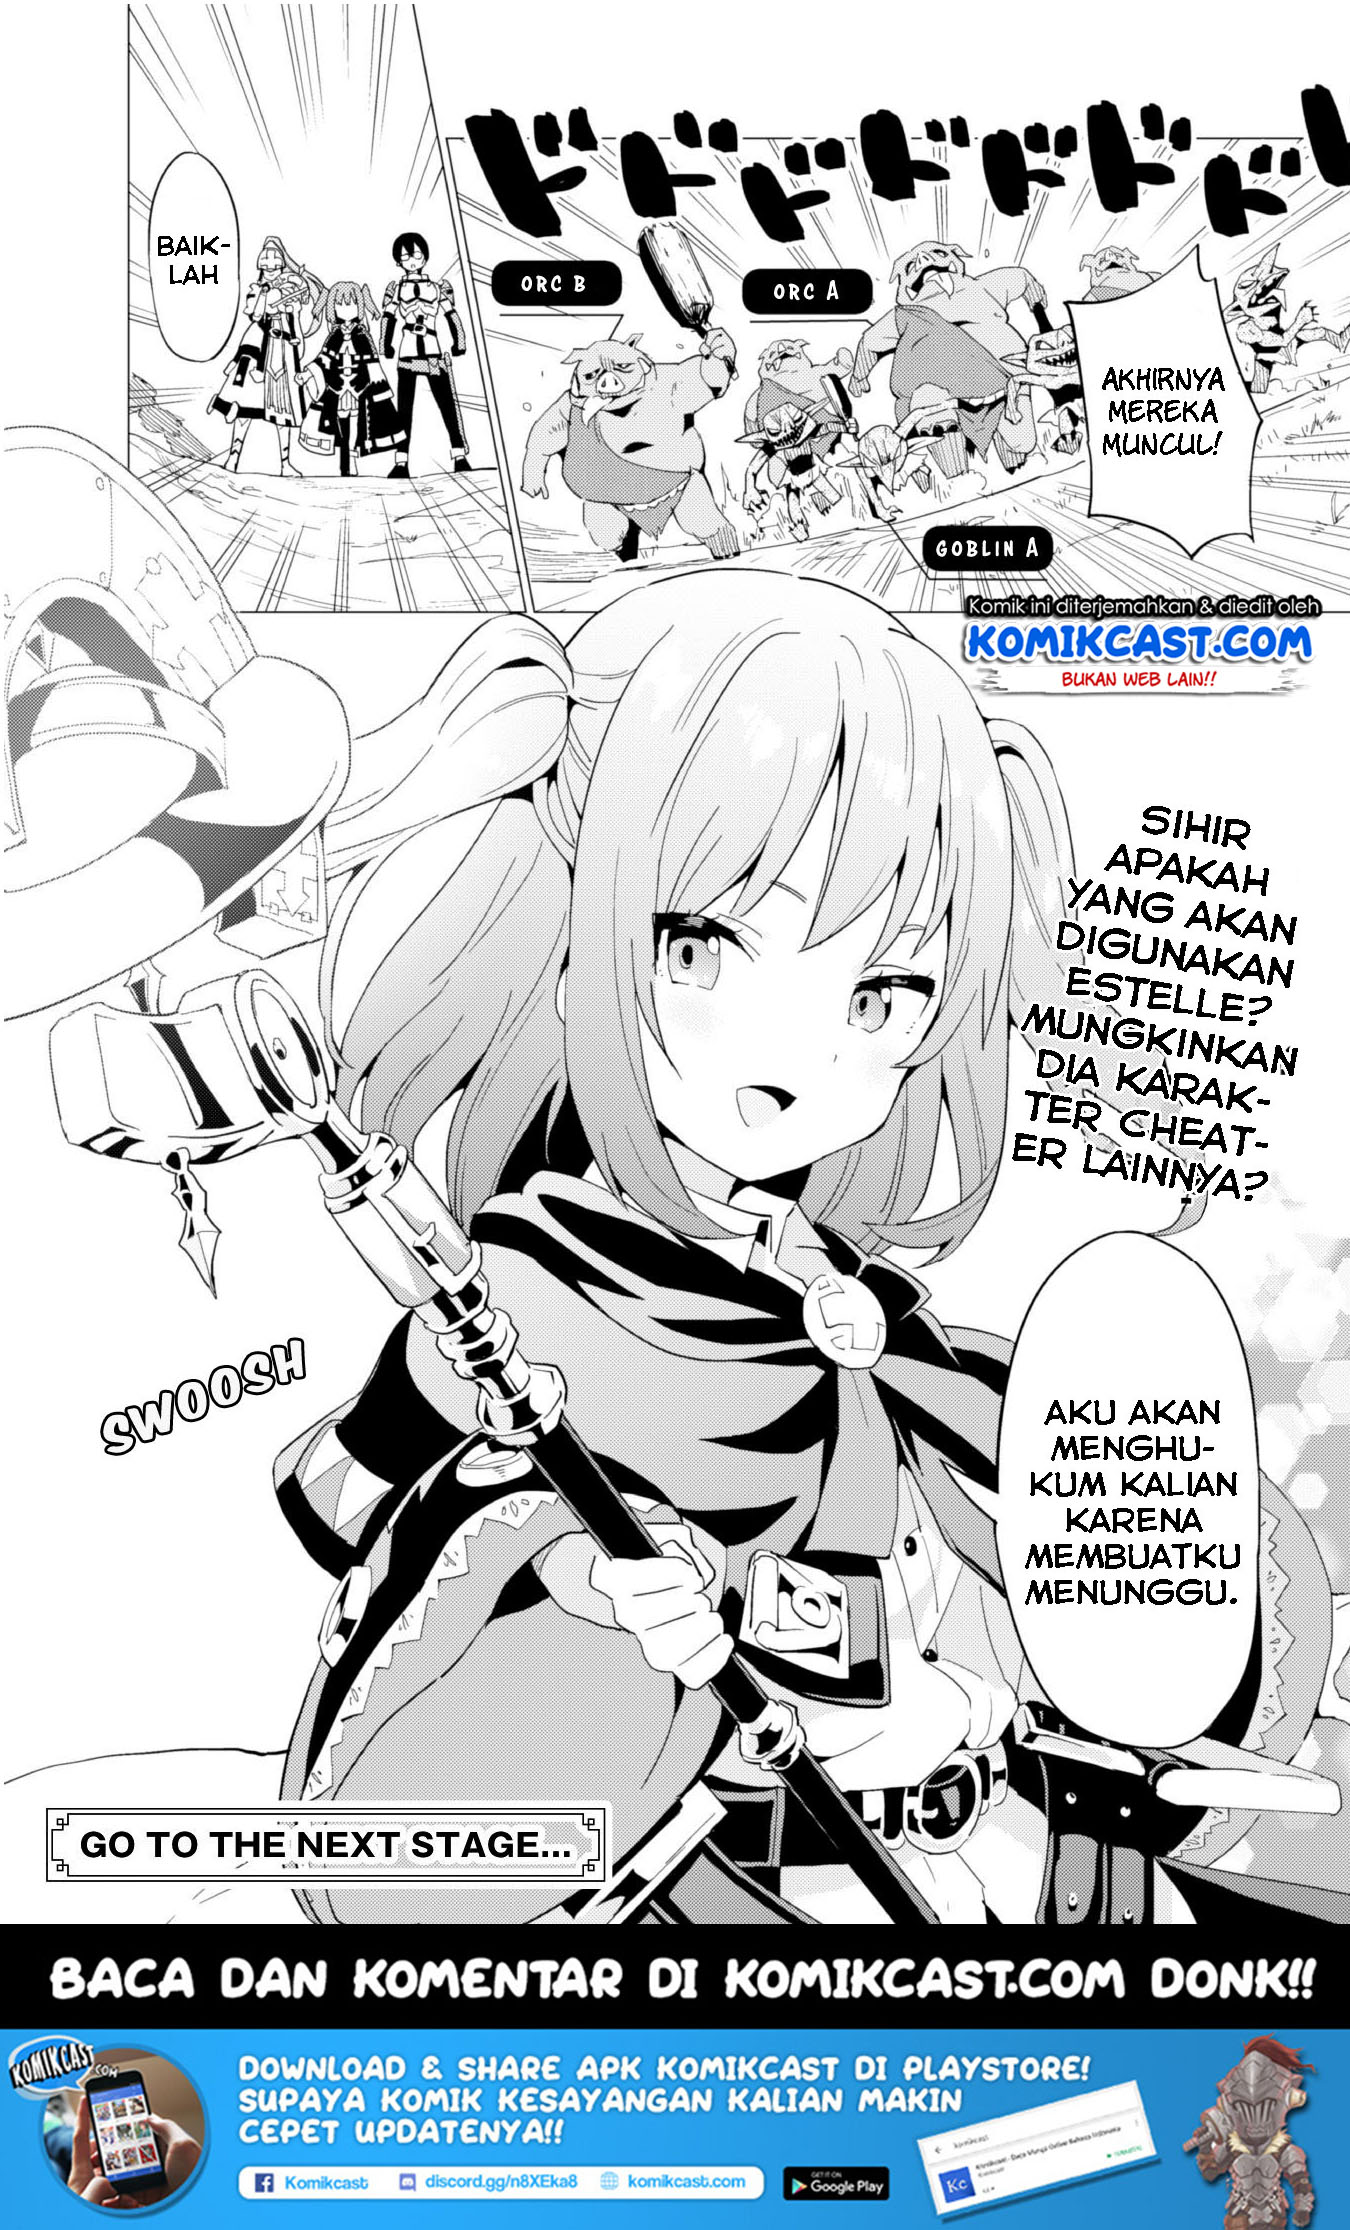 ドドドドドドド
AKHIRNYA
MEREKA
MUNCUL!
ORC A
ORC B
GOBLIN A
BAIK-
LAH
Komik ini diterjemahkan & diedit oleh
KOMIKCAST.COM
BUKAN WEB LAIN!!
SIHIR
APAKAH
YANG AKAN
DIGUNAKAN
ESTELLE?
MUNGKINKAN
DIA KARAK-
TER CHEAT-
ER LAINNYA?
AKU AKAN
MENGHU-
KUM KALIAN
KARENA
MEMBUATKU
MENUNGGU.
SWOOSH
GO TO THE NEXT STAGE...
BACA DAN KOMENTAR DI KOMIKCAST.COM DONK!!
KOMIKCAST.COM
DOWNLOAD & SHARE APK KOMIKCAST DI PLAYSTORE!
SUPAYA KOMIK KESAYANGAN KALIAN MAKIN
CEPET UPDATENYA!!
Komikcast
discord.gg/n8XEka8
komikcast.com
GET IT ON
Google Play
komikcast
Kc